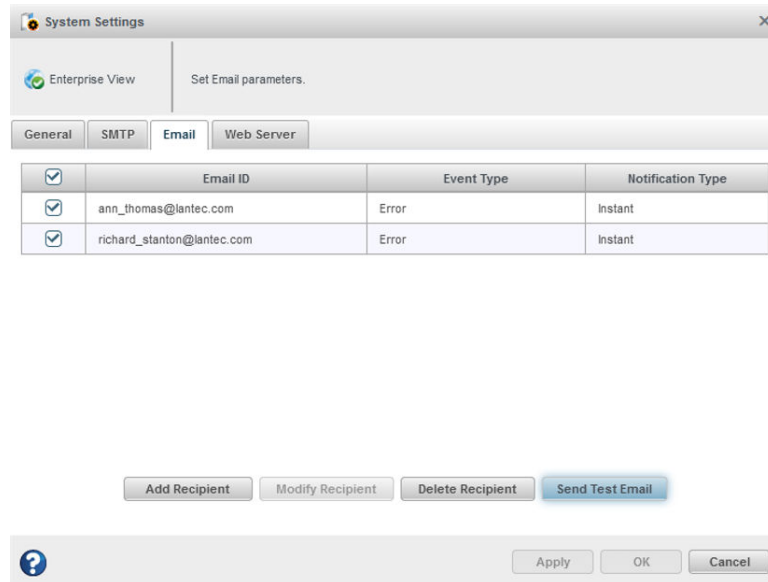 System Settings
Enterprise View
Set Email parameters.
General SMTP Email Web Server
Email ID Event Type Notification Type
ann_thomas@lantec.com Error Instant
richard_stanton@lantec.com Error Instant
Add Recipient Modify Recipient Delete Recipient Send Test Email
? Apply OK Cancel